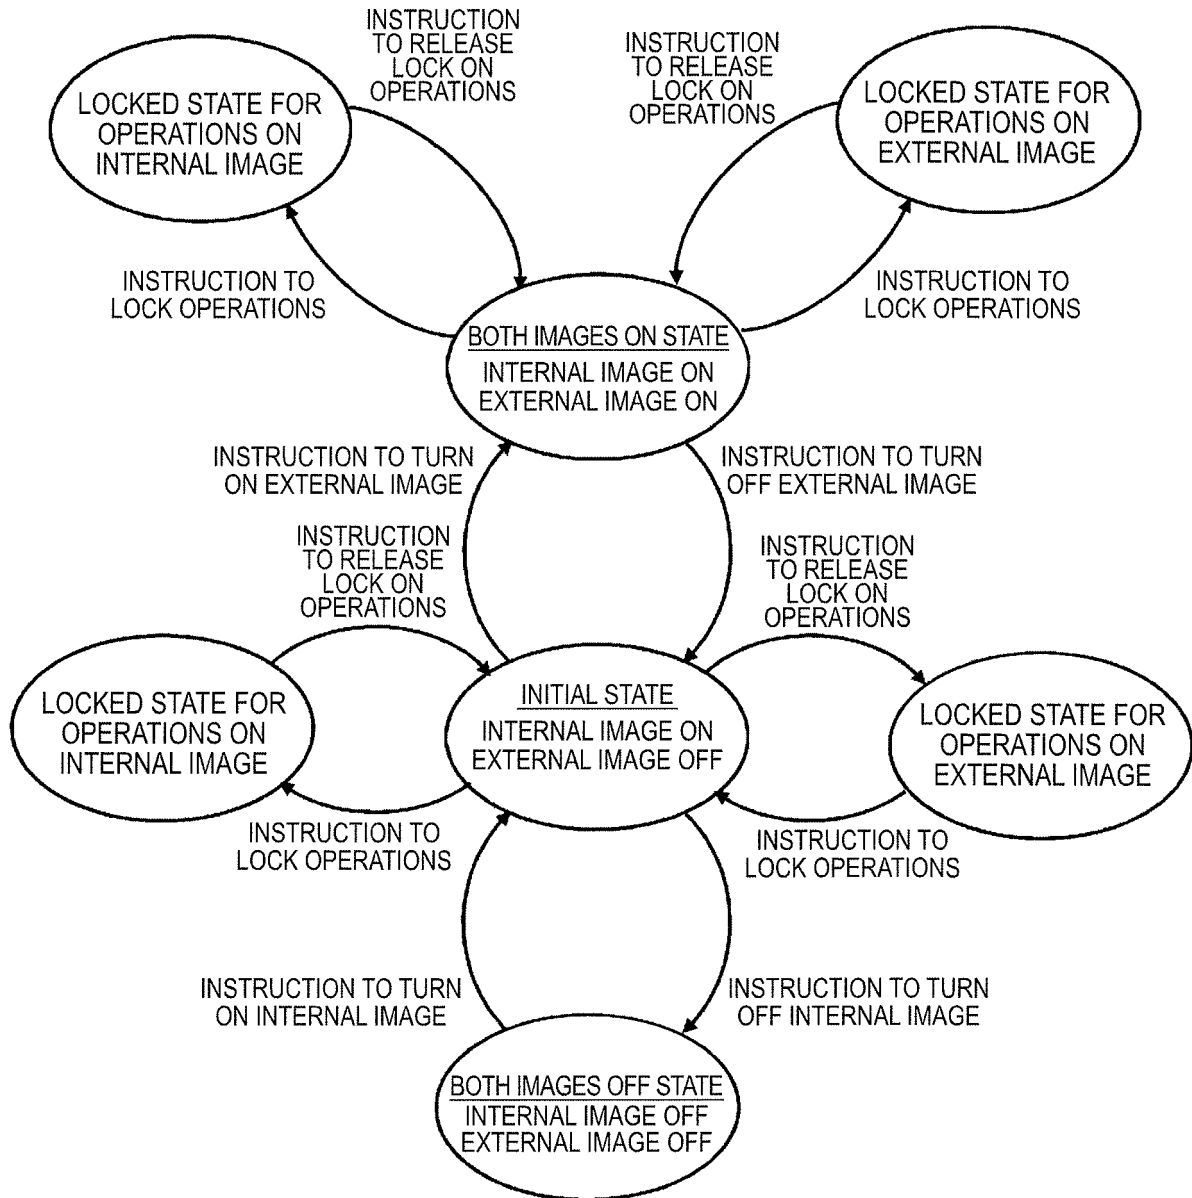 INSTRUCTION
TO RELEASE
LOCK ON
OPERATIONS
INSTRUCTION
TO RELEASE
LOCK ON
OPERATIONS
LOCKED STATE FOR
OPERATIONS ON
INTERNAL IMAGE
LOCKED STATE FOR
OPERATIONS ON
EXTERNAL IMAGE
INSTRUCTION TO
LOCK OPERATIONS
INSTRUCTION TO
LOCK OPERATIONS
BOTH IMAGES ON STATE
INTERNAL IMAGE ON
EXTERNAL IMAGE ON
INSTRUCTION TO TURN
ON EXTERNAL IMAGE
INSTRUCTION TO TURN
OFF EXTERNAL IMAGE
INSTRUCTION
TO RELEASE
LOCK ON
OPERATIONS
INSTRUCTION
TO RELEASE
LOCK ON
OPERATIONS
LOCKED STATE FOR
OPERATIONS ON
INTERNAL IMAGE
INITIAL STATE
INTERNAL IMAGE ON
EXTERNAL IMAGE OFF
LOCKED STATE FOR
OPERATIONS ON
EXTERNAL IMAGE
INSTRUCTION TO
LOCK OPERATIONS
INSTRUCTION TO
LOCK OPERATIONS
INSTRUCTION TO TURN
ON INTERNAL IMAGE
INSTRUCTION TO TURN
OFF INTERNAL IMAGE
BOTH IMAGES OFF STATE
INTERNAL IMAGE OFF
EXTERNAL IMAGE OFF